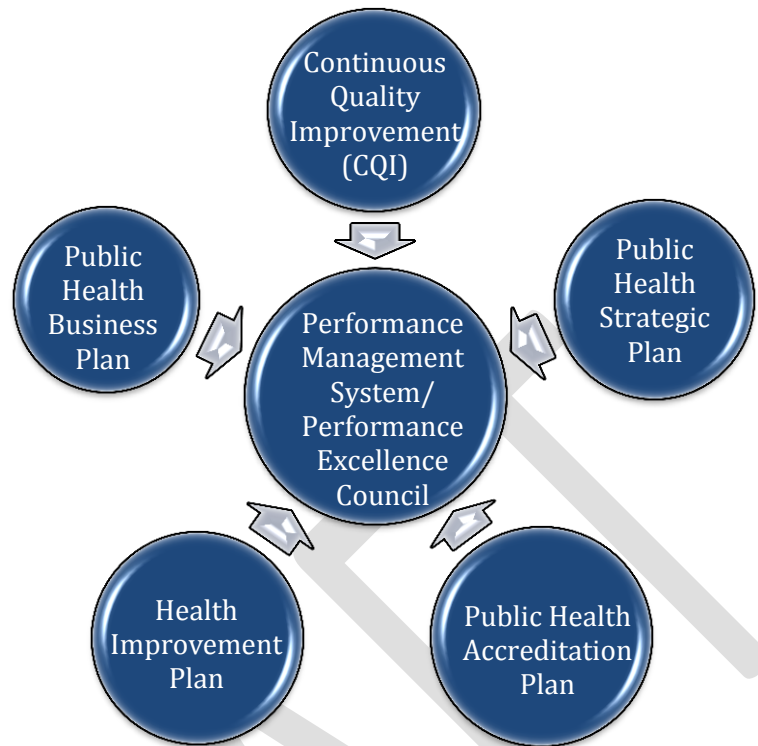 Continuous
Quality
Improvement
(CQI)
Public
Health
Business
Plan
Public
Health
Strategic
Plan
Performance
Management
System/
Performance
Excellence
Council
Health
Improvement
Plan
Public Health
Accreditation
Plan